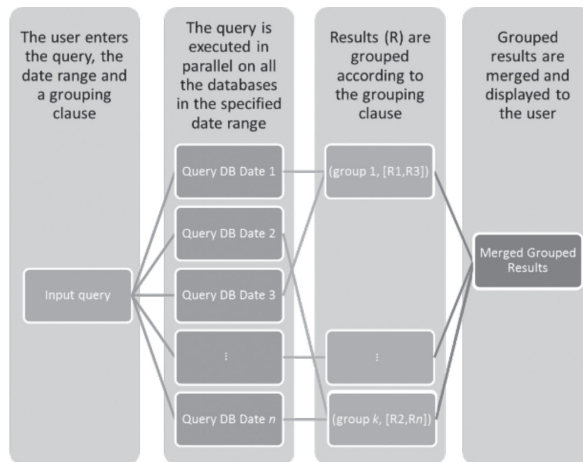 The user enters
the query, the
date range and
a grouping
clause
The query is
executed in
parallel on all
the databases
in the specified
date range
Results (R) are
grouped
according to
the grouping
clause
Grouped
results are
merged and
displayed to
the user
Input query
Query DB Date 1
Query DB Date 2
Query DB Date 3
⋮
Query DB Date n
(group 1, [R1,R3])
⋮
(group k, [R2,Rn])
Merged Grouped
Results